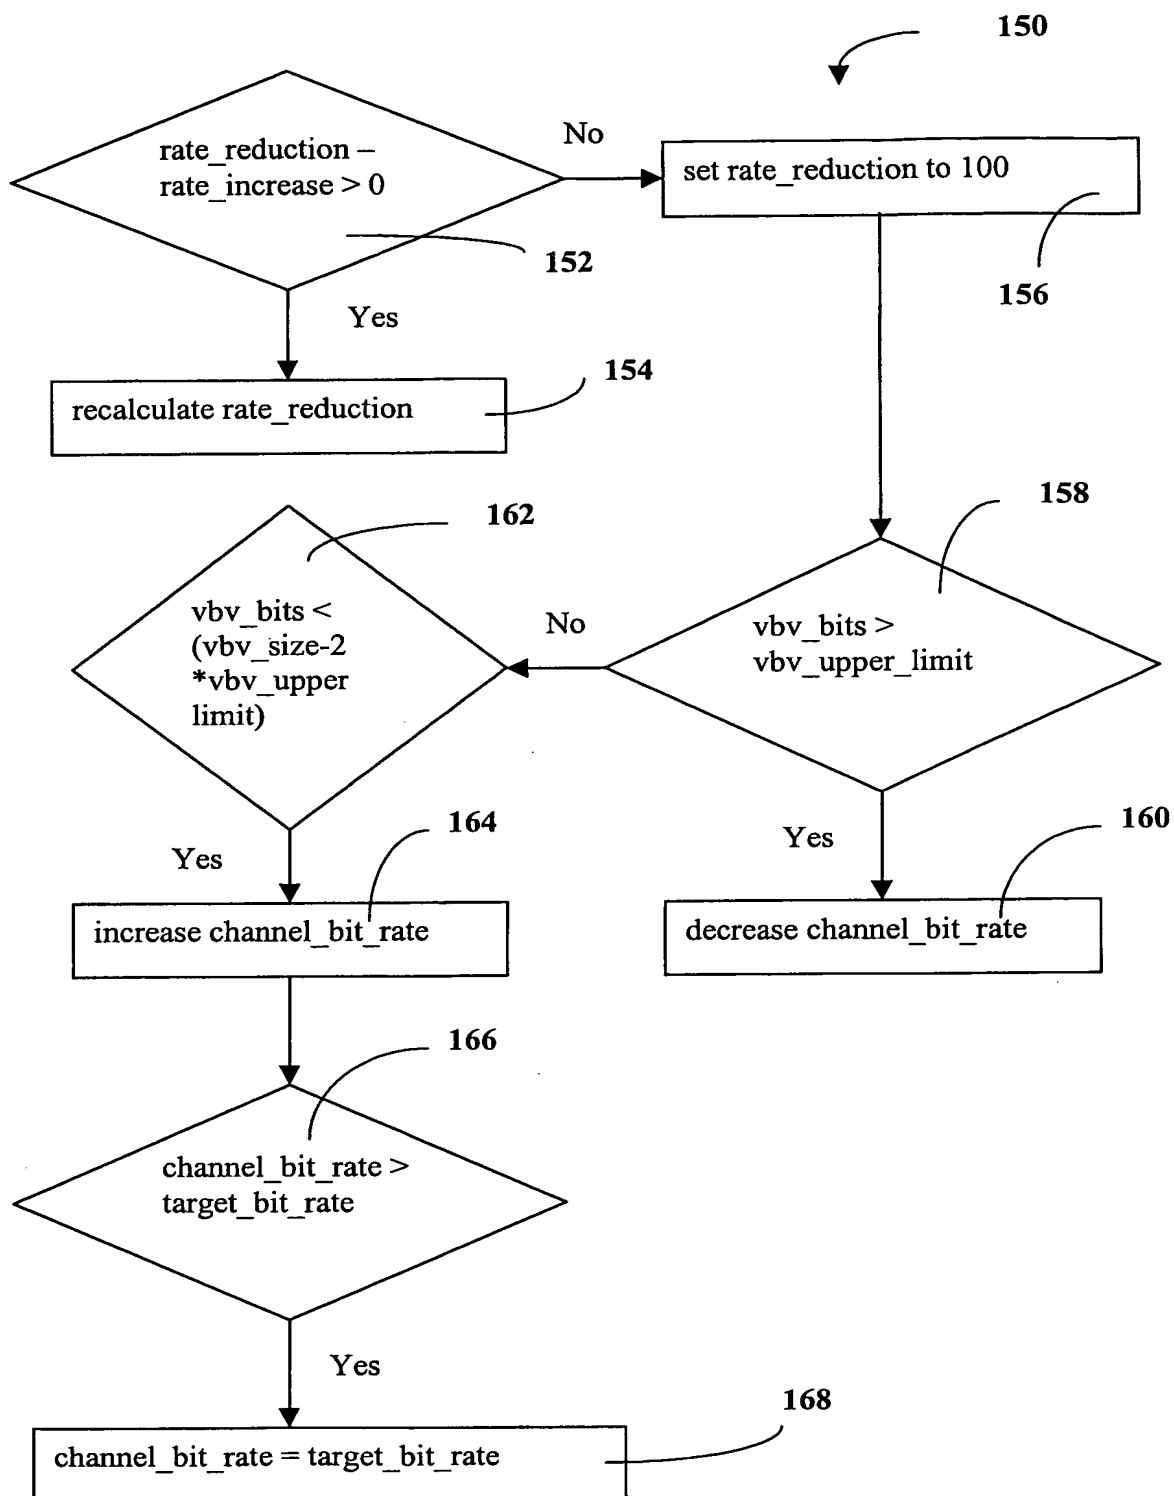 150
rate_reduction –
rate_increase > 0
152
No
set rate_reduction to 100
156
Yes
recalculate rate_reduction
154
158
vbv_bits >
vbv_upper_limit
No
162
vbv_bits <
(vbv_size-2
*vbv_upper
limit)
Yes
160
decrease channel_bit_rate
Yes
164
increase channel_bit_rate
166
channel_bit_rate >
target_bit_rate
Yes
168
channel_bit_rate = target_bit_rate